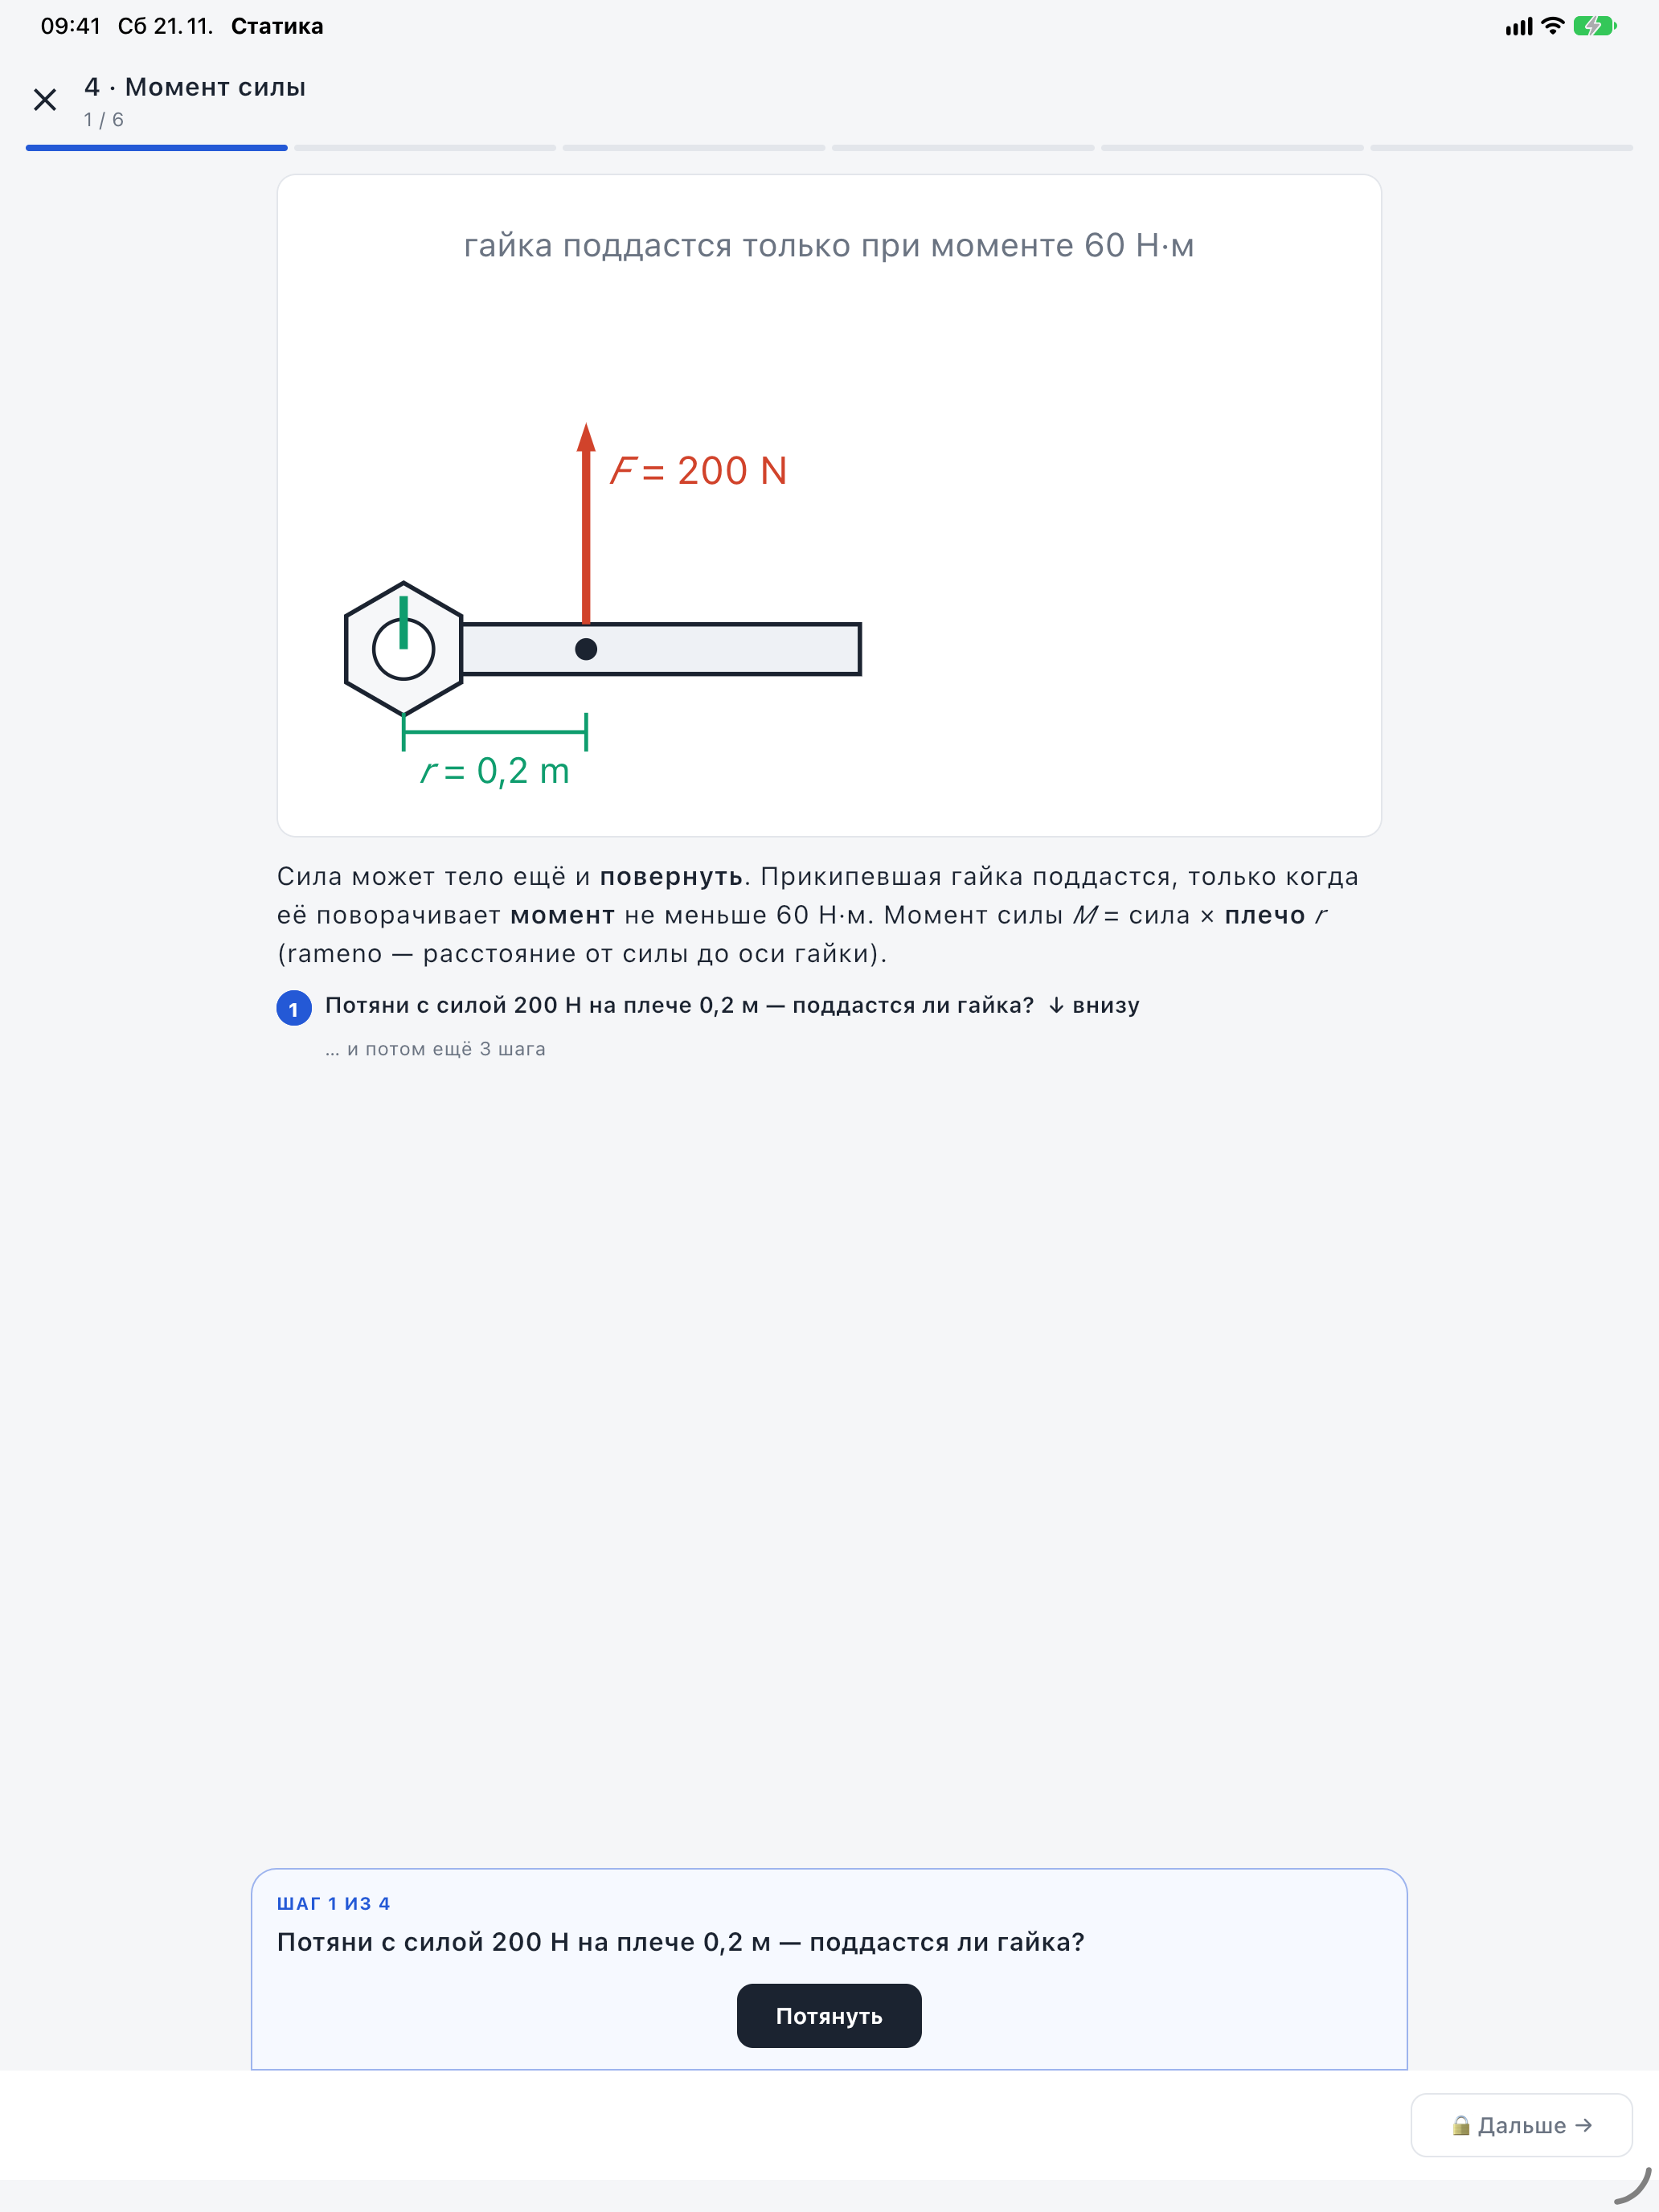 09:41 Сб 21.11. Статика
4 · Момент силы
1 / 6
гайка поддастся только при моменте 60 Н·м
F = 200 N
r = 0,2 m
Сила может тело ещё и повернуть. Прикипевшая гайка поддастся, только когда
её поворачивает момент не меньше 60 Н·м. Момент силы M = сила × плечо r
(rameno — расстояние от силы до оси гайки).
1 Потяни с силой 200 Н на плече 0,2 м — поддастся ли гайка? ↓ внизу
… и потом ещё 3 шага
ШАГ 1 ИЗ 4
Потяни с силой 200 Н на плече 0,2 м — поддастся ли гайка?
Потянуть
🔒 Дальше →